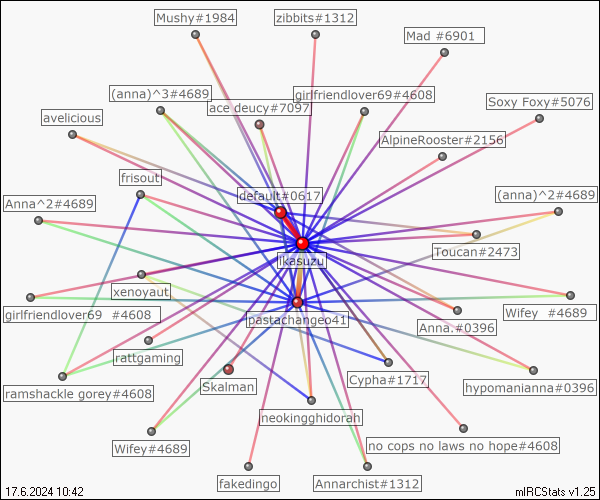 Mushy#1984
zibbits#1312
Mad #6901
(anna)^3#4689
girlfriendlover69#4608
ace deucy#7097
Soxy Foxy#5076
avelicious
AlpineRooster#2156
frisout
default#0617
(anna)^2#4689
Anna^2#4689
Toucan#2473
ikasuzu
xenoyaut
girlfriendlover69 #4608
pastachangeo41
Anna.#0396
Wifey #4689
rattgaming
Skalman
Cypha#1717
hypomanianna#0396
ramshackle gorey#4608
neokingghidorah
Wifey#4689
no cops no laws no hope#4608
fakedingo
Annarchist#1312
17.6.2024 10:42
mIRCStats v1.25